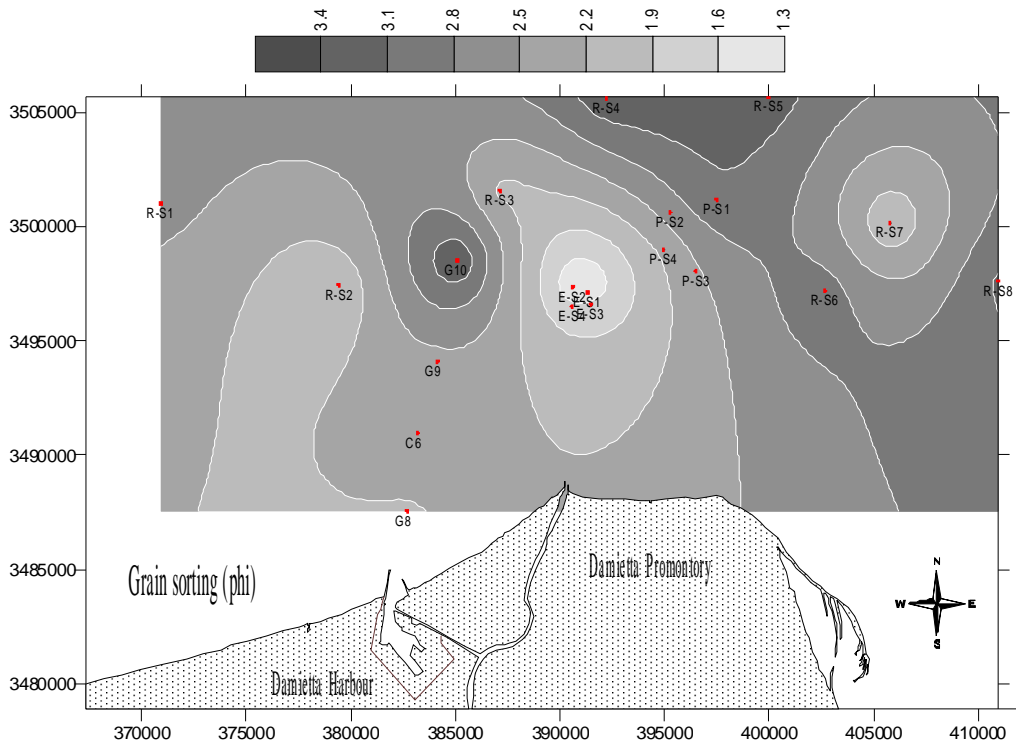 3.4 3.1 2.8 2.5 2.2 1.9 1.6 1.3
3505000
R-S4 R-S5
R-S1 R-S3 P-S1
3500000
P-S2 R-S7
P-S4
G10 P-S3
R-S2 E-S2 E-S1 R-S6 R-S8
E-S4 E-S3
3495000
G9
C6
3490000
G8
3485000
Grain sorting (phi)
Damietta Promontory
N
W E
S
Damietta Harbour
3480000
370000 375000 380000 385000 390000 395000 400000 405000 410000